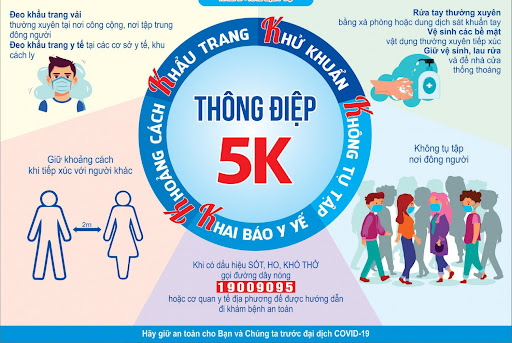 Đeo khẩu trang vải
thường xuyên tại nơi công cộng, nơi tập trung
đông người
Đeo khẩu trang y tế tại các cơ sở y tế, khu
cách ly
Rửa tay thường xuyên
bằng xà phòng hoặc dung dịch sát khuẩn tay
Vệ sinh các bề mặt
vật dụng thường xuyên tiếp xúc
Giữ vệ sinh, lau rửa
và để nhà cửa
thông thoáng
KHẨU TRANG
KHỬ KHUẨN
KHOẢNG CÁCH
KHÔNG TỤ TẬP
KHAI BÁO Y TẾ
THÔNG ĐIỆP
5K
Giữ khoảng cách
khi tiếp xúc với người khác
2m
Không tụ tập
nơi đông người
Khi có dấu hiệu SỐT, HO, KHÓ THỞ
gọi đường dây nóng
19009095
hoặc cơ quan y tế địa phương để được hướng dẫn
đi khám bệnh an toàn
Hãy giữ an toàn cho Bạn và Chúng ta trước đại dịch COVID-19